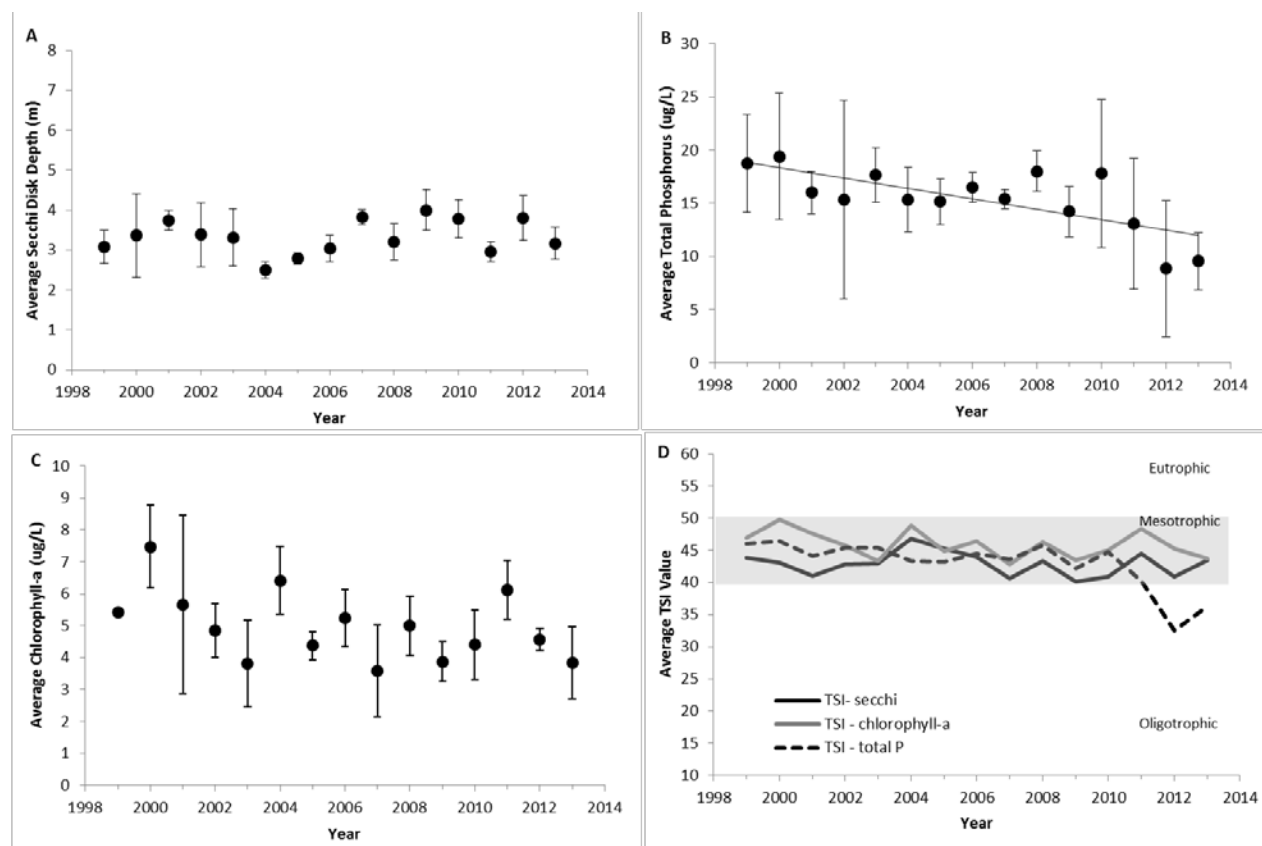 A
Average Secchi Disk Depth (m)
8
7
6
5
4
3
2
1
0
1998 2000 2002 2004 2006 2008 2010 2012 2014
Year
B
Average Total Phosphorus (ug/L)
30
25
20
15
10
5
0
1998 2000 2002 2004 2006 2008 2010 2012 2014
Year
C
Average Chlorophyll-a (ug/L)
10
9
8
7
6
5
4
3
2
1
0
1998 2000 2002 2004 2006 2008 2010 2012 2014
Year
D
Average TSI Value
60
55
50
45
40
35
30
25
20
15
10
Eutrophic
Mesotrophic
Oligotrophic
TSI- secchi
TSI - chlorophyll-a
TSI - total P
1998 2000 2002 2004 2006 2008 2010 2012 2014
Year